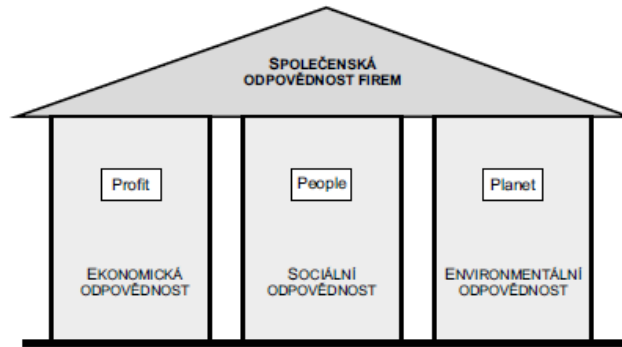 SPOLEČENSKÁ
ODPOVĚDNOST FIREM
Profit
People
Planet
EKONOMICKÁ
ODPOVĚDNOST
SOCIÁLNÍ
ODPOVĚDNOST
ENVIRONMENTÁLNÍ
ODPOVĚDNOST